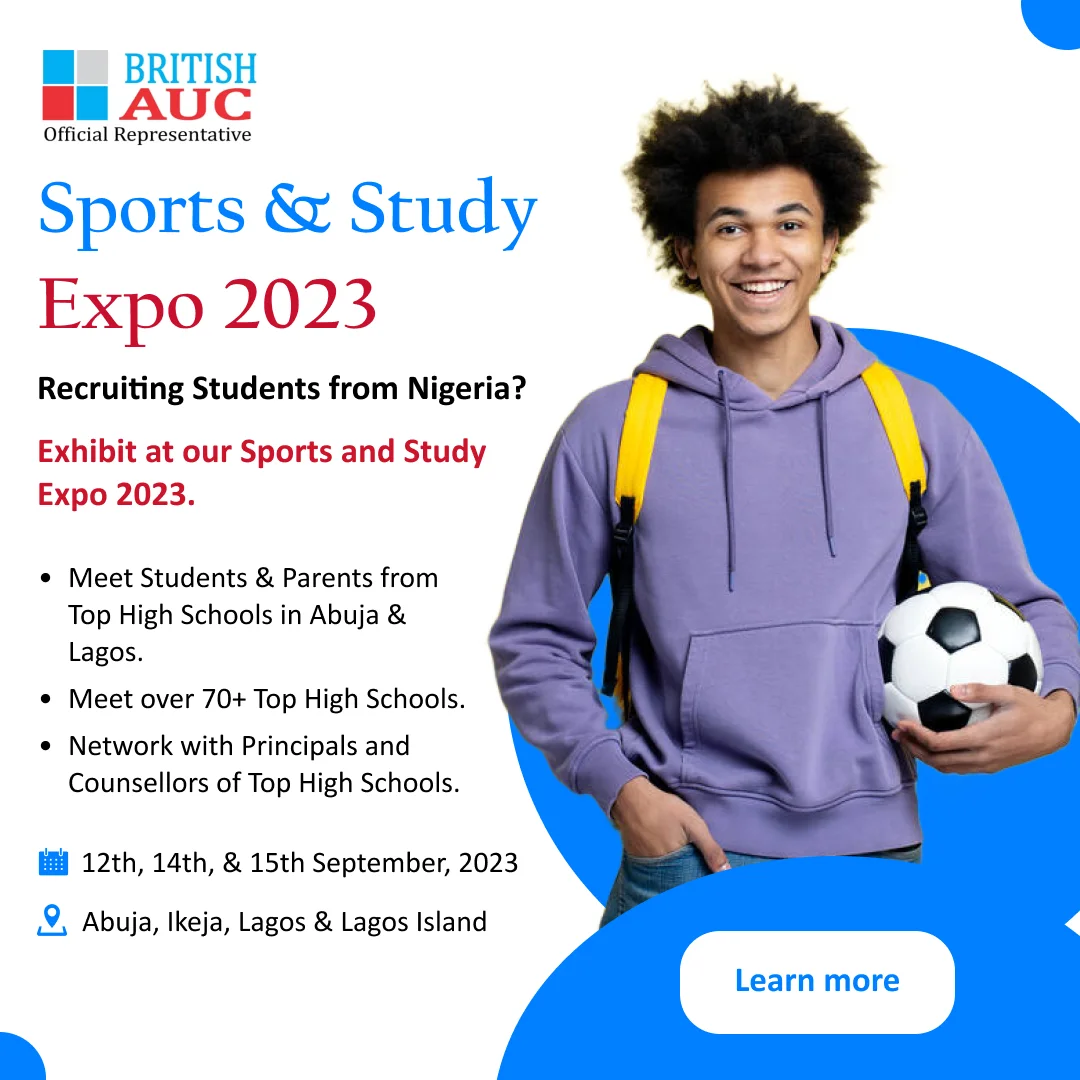 BRITISH
AUC
Official Representative
Sports & Study
Expo 2023
Recruiting Students from Nigeria?
Exhibit at our Sports and Study
Expo 2023.
• Meet Students & Parents from
Top High Schools in Abuja &
Lagos.
• Meet over 70+ Top High Schools.
• Network with Principals and
Counsellors of Top High Schools.
12th, 14th, & 15th September, 2023
Abuja, Ikeja, Lagos & Lagos Island
Learn more